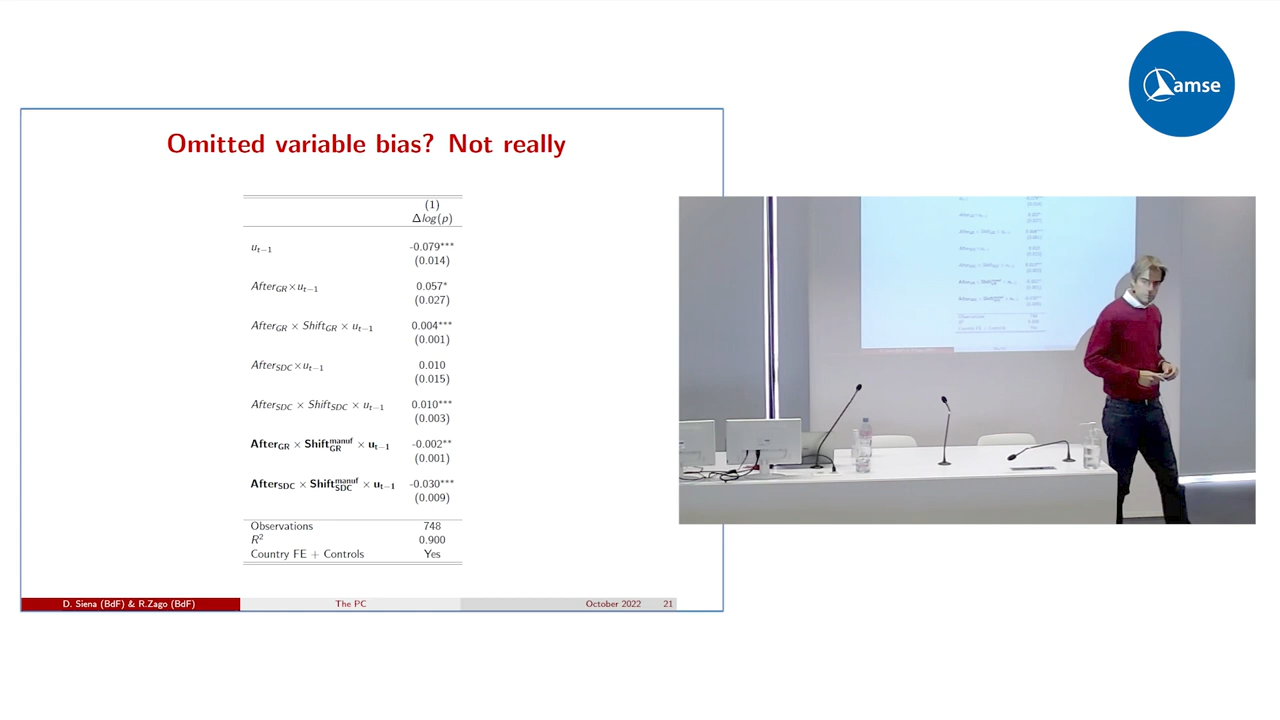 amse
Omitted variable bias? Not really
(1)
Δlog(p)
u_{t−1} -0.079***
(0.014)
After_{GR}×u_{t−1} 0.057*
(0.027)
After_{GR} × Shift_{GR} × u_{t−1} 0.004***
(0.001)
After_{SDC}×u_{t−1} 0.010
(0.015)
After_{SDC} × Shift_{SDC} × u_{t−1} 0.010***
(0.003)
After_{GR} × Shift^{manuf}_{GR} × u_{t−1} -0.002**
(0.001)
After_{SDC} × Shift^{manuf}_{SDC} × u_{t−1} -0.030***
(0.009)
Observations 748
R² 0.900
Country FE + Controls Yes
D. Siena (BdF) & R.Zago (BdF) The PC October 2022 21